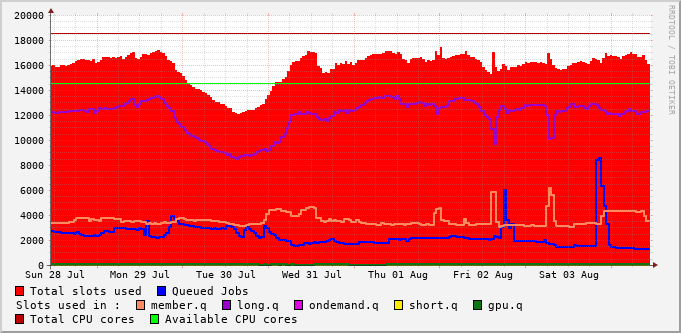 RRDTOOL / TOBI OETIKER
20000
18000
16000
14000
12000
10000
8000
6000
4000
2000
0
Sun 28 Jul Mon 29 Jul Tue 30 Jul Wed 31 Jul Thu 01 Aug Fri 02 Aug Sat 03 Aug
Total slots used Queued Jobs
Slots used in : member.q long.q ondemand.q short.q gpu.q
Total CPU cores Available CPU cores